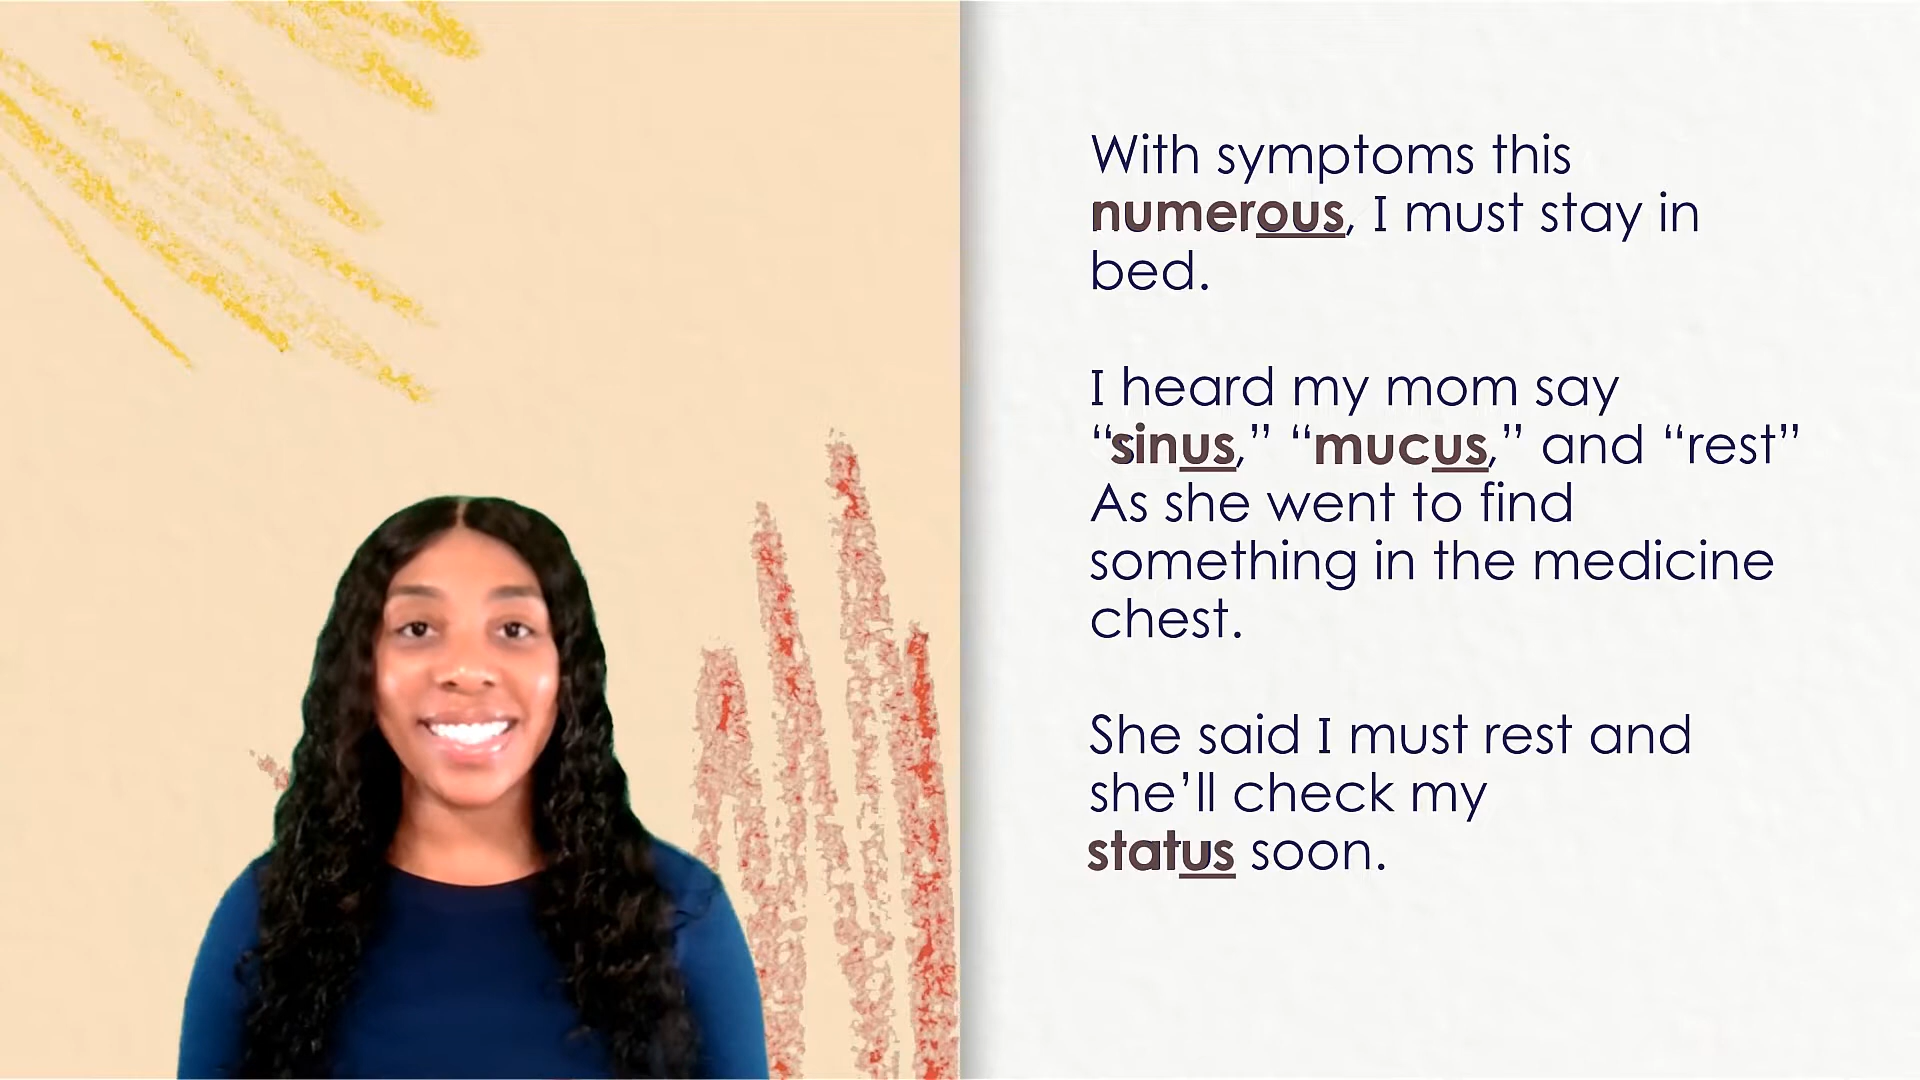 With symptoms this
numerous, I must stay in
bed.
I heard my mom say
“sinus,” “mucus,” and “rest”
As she went to find
something in the medicine
chest.
She said I must rest and
she’ll check my
status soon.